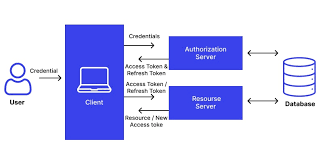 Credentials
Authorization
Server
Credential
Access Token &
Refresh Token
Access Token /
Refresh Token
User
Client
Resourse
Server
Database
Resource / New
Access toke